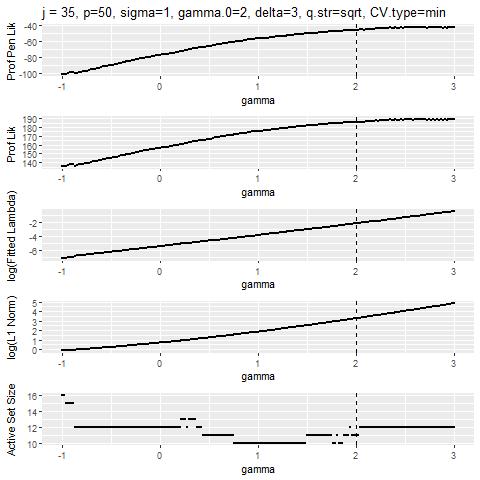 j = 35, p=50, sigma=1, gamma.0=2, delta=3, q.str=sqrt, CV.type=min
Prof Pen Lik
-40
-60
-80
-100
-1 0 1 2 3
gamma
Prof Lik
190
180
170
160
150
140
-1 0 1 2 3
gamma
log(Fitted Lambda)
-2
-4
-6
-1 0 1 2 3
gamma
log(L1 Norm)
5
4
3
2
1
0
-1 0 1 2 3
gamma
Active Set Size
16
14
12
10
-1 0 1 2 3
gamma